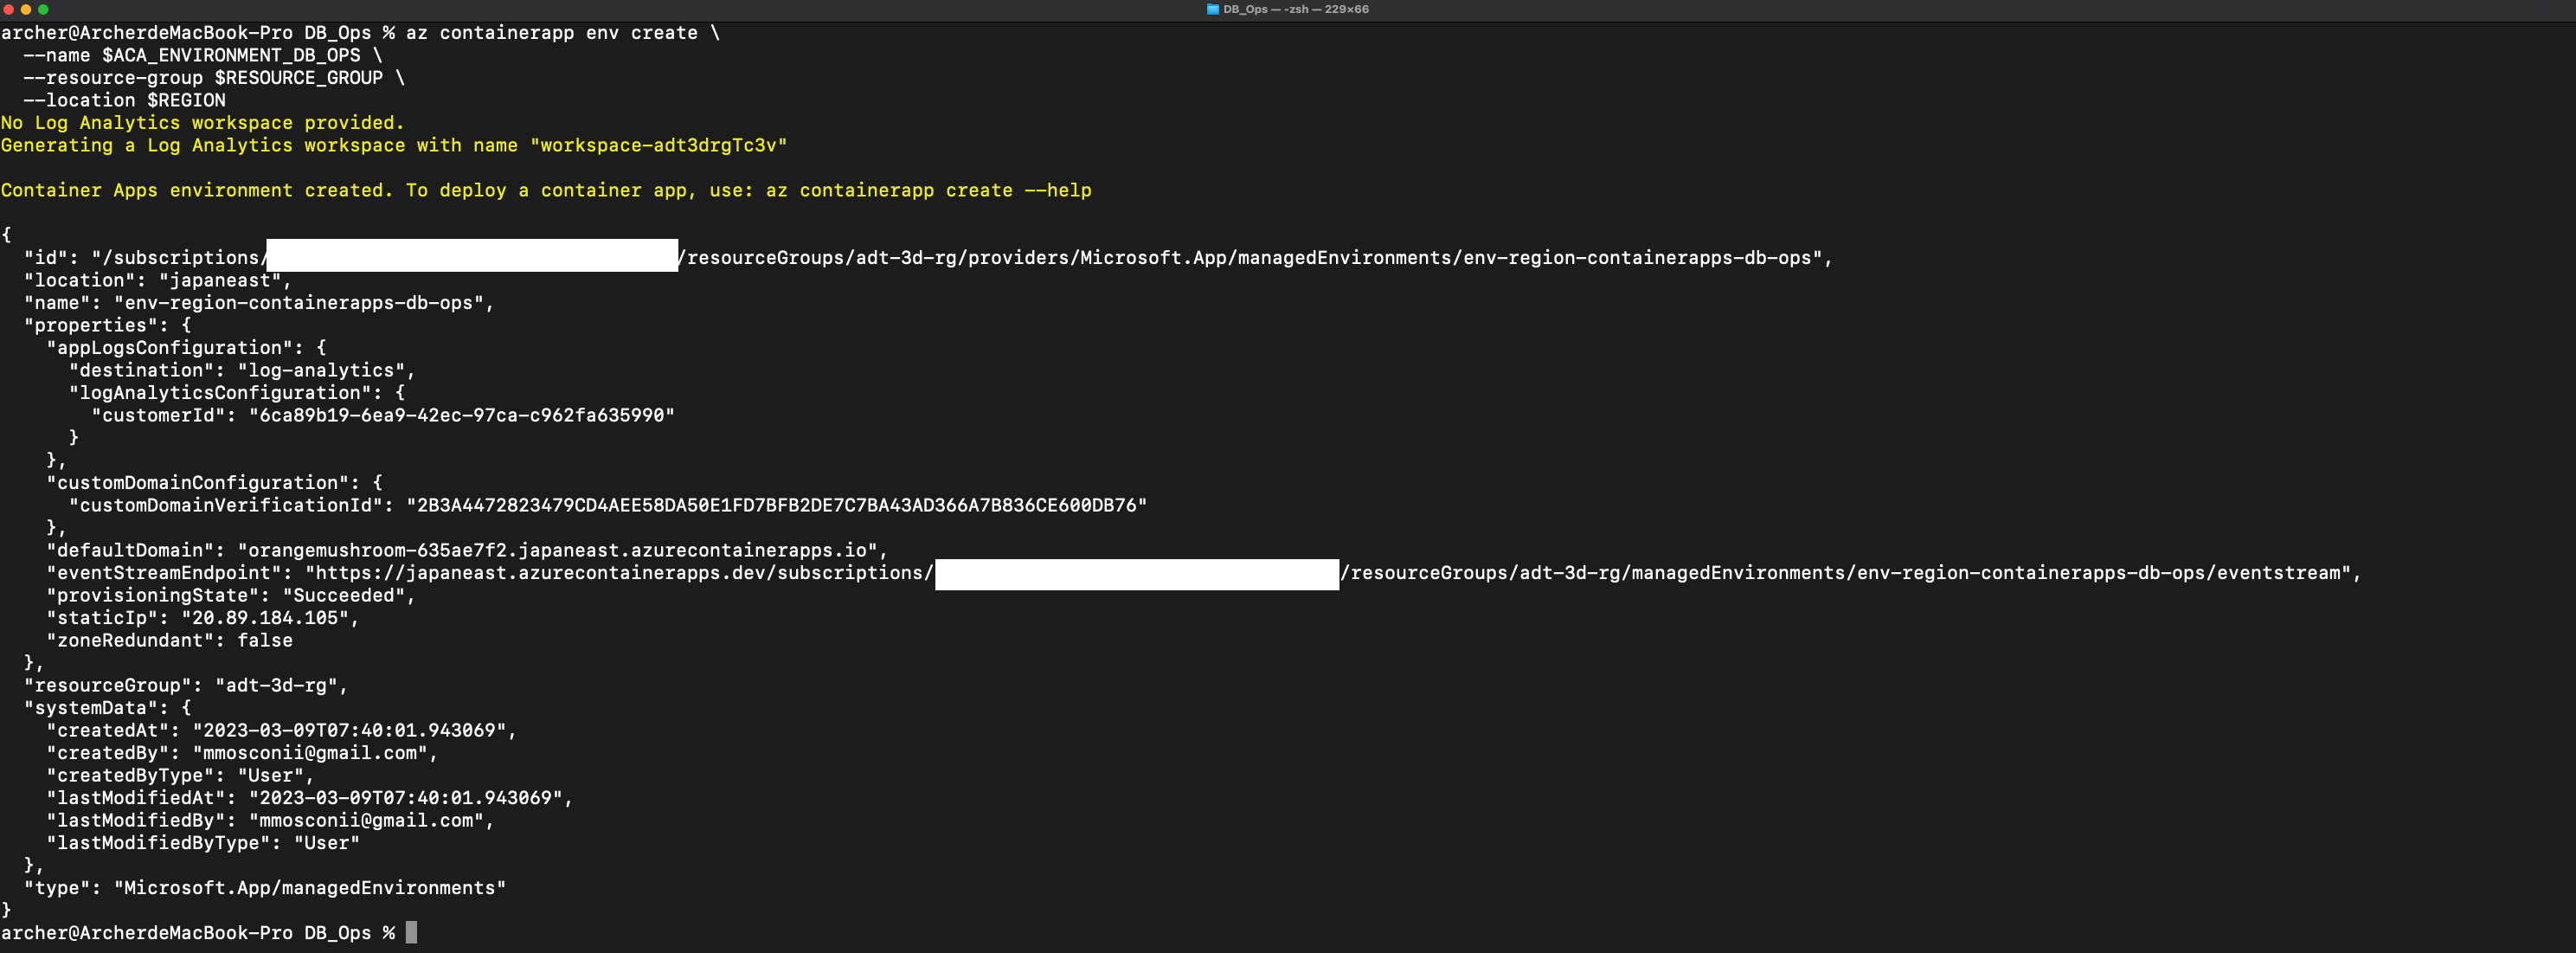 DB_Ops — -zsh — 229×66
archer@ArcherdeMacBook-Pro DB_Ops % az containerapp env create \
  --name $ACA_ENVIRONMENT_DB_OPS \
  --resource-group $RESOURCE_GROUP \
  --location $REGION
No Log Analytics workspace provided.
Generating a Log Analytics workspace with name "workspace-adt3drgTc3v"
Container Apps environment created. To deploy a container app, use: az containerapp create --help
{
  "id": "/subscriptions/ /resourceGroups/adt-3d-rg/providers/Microsoft.App/managedEnvironments/env-region-containerapps-db-ops",
  "location": "japaneast",
  "name": "env-region-containerapps-db-ops",
  "properties": {
    "appLogsConfiguration": {
      "destination": "log-analytics",
      "logAnalyticsConfiguration": {
        "customerId": "6ca89b19-6ea9-42ec-97ca-c962fa635990"
      }
    },
    "customDomainConfiguration": {
      "customDomainVerificationId": "2B3A4472823479CD4AEE58DA50E1FD7BFB2DE7C7BA43AD366A7B836CE600DB76"
    },
    "defaultDomain": "orangemushroom-635ae7f2.japaneast.azurecontainerapps.io",
    "eventStreamEndpoint": "https://japaneast.azurecontainerapps.dev/subscriptions/ /resourceGroups/adt-3d-rg/managedEnvironments/env-region-containerapps-db-ops/eventstream",
    "provisioningState": "Succeeded",
    "staticIp": "20.89.184.105",
    "zoneRedundant": false
  },
  "resourceGroup": "adt-3d-rg",
  "systemData": {
    "createdAt": "2023-03-09T07:40:01.943069",
    "createdBy": "mmosconii@gmail.com",
    "createdByType": "User",
    "lastModifiedAt": "2023-03-09T07:40:01.943069",
    "lastModifiedBy": "mmosconii@gmail.com",
    "lastModifiedByType": "User"
  },
  "type": "Microsoft.App/managedEnvironments"
}
archer@ArcherdeMacBook-Pro DB_Ops %